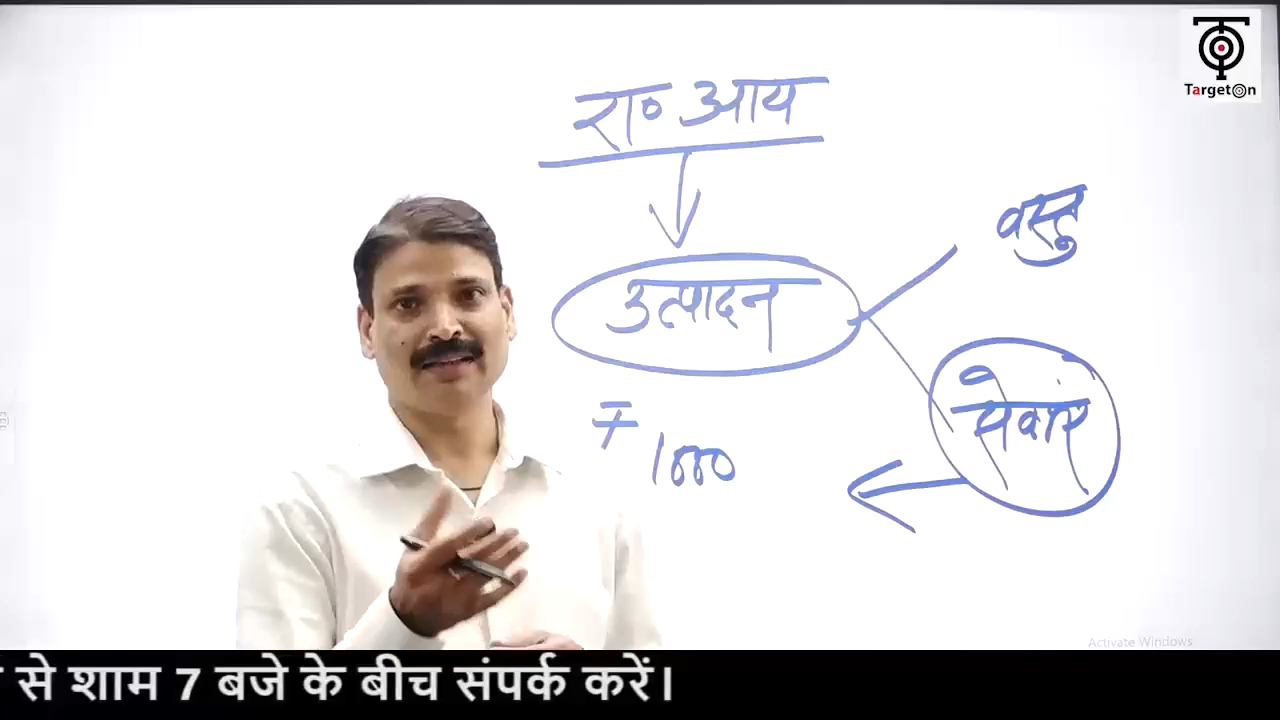 TargetOn
रा० आय
वस्तु
उत्पादन
सेवाएं
1000
Activate Windows
से शाम 7 बजे के बीच संपर्क करें।